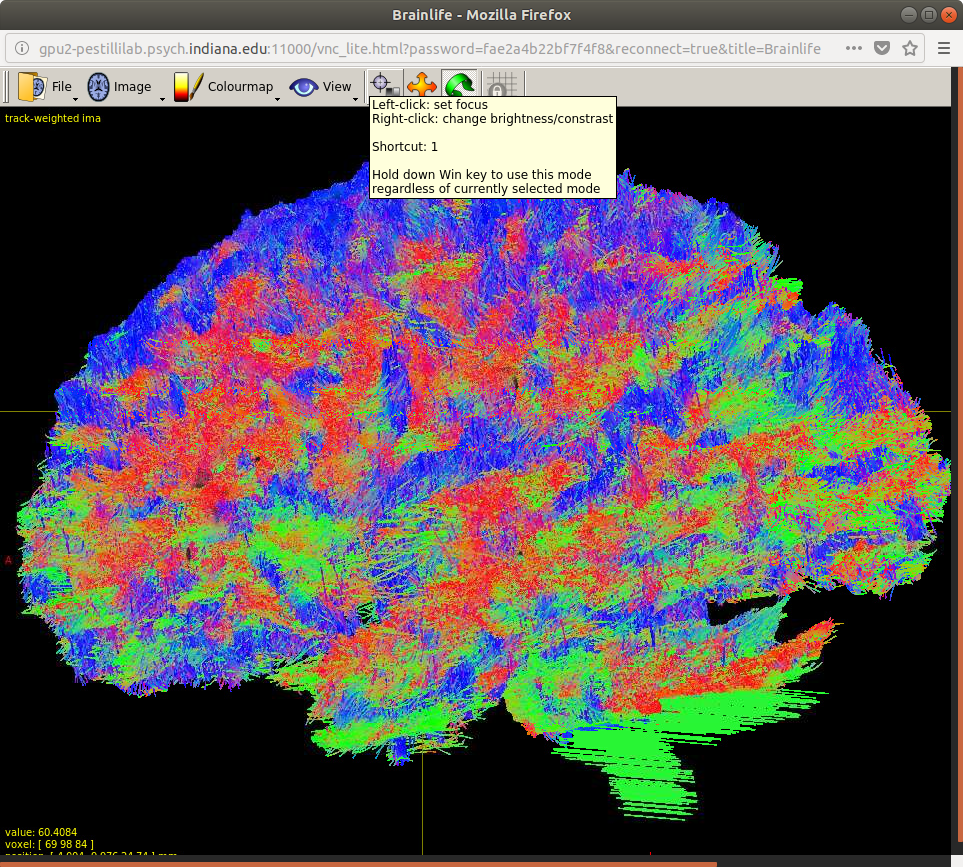 Brainlife - Mozilla Firefox
gpu2-pestillilab.psych.indiana.edu:11000/vnc_lite.html?password=fae2a4b22bf7f4f8&reconnect=true&title=Brainlife
File Image Colourmap View
Left-click: set focus
Right-click: change brightness/constrast
Shortcut: 1
Hold down Win key to use this mode
regardless of currently selected mode
track-weighted ima
A
value: 60.4084
voxel: [ 69 98 84 ]